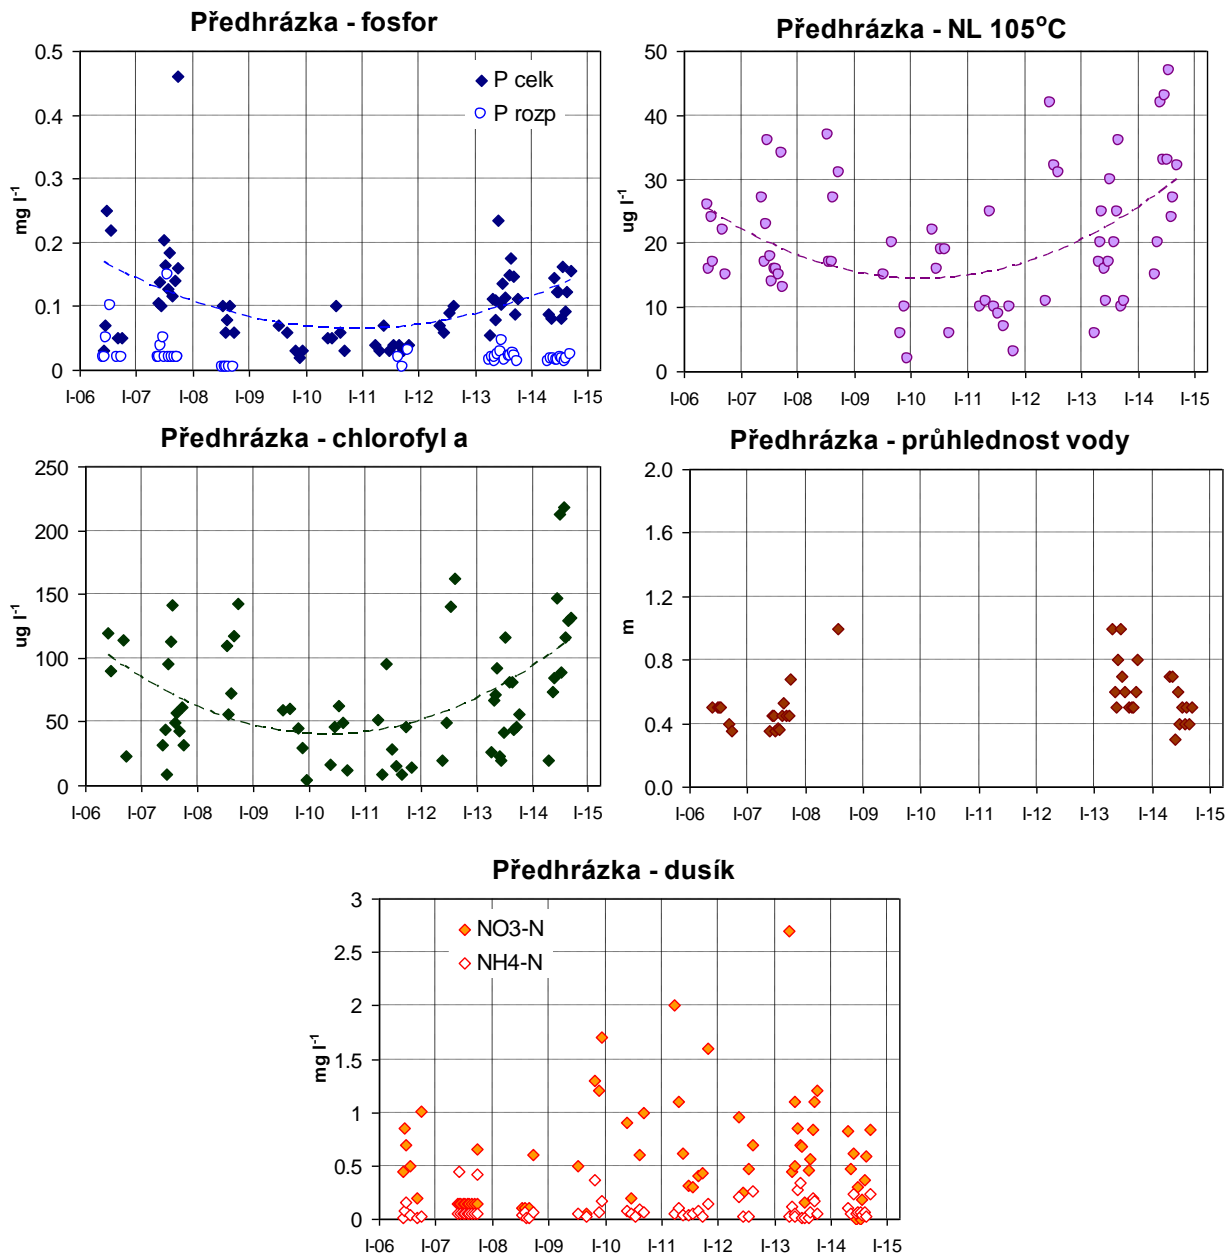 Předhrázka - fosfor
0.5
0.4
0.3
0.2
0.1
0
mg l-1
P celk
P rozp
I-06 I-07 I-08 I-09 I-10 I-11 I-12 I-13 I-14 I-15
Předhrázka - NL 105°C
50
40
30
20
10
0
ug l-1
I-06 I-07 I-08 I-09 I-10 I-11 I-12 I-13 I-14 I-15
Předhrázka - chlorofyl a
250
200
150
100
50
0
ug l-1
I-06 I-07 I-08 I-09 I-10 I-11 I-12 I-13 I-14 I-15
Předhrázka - průhlednost vody
2.0
1.6
1.2
0.8
0.4
0.0
m
I-06 I-07 I-08 I-09 I-10 I-11 I-12 I-13 I-14 I-15
Předhrázka - dusík
3
2.5
2
1.5
1
0.5
0
mg l-1
NO3-N
NH4-N
I-06 I-07 I-08 I-09 I-10 I-11 I-12 I-13 I-14 I-15